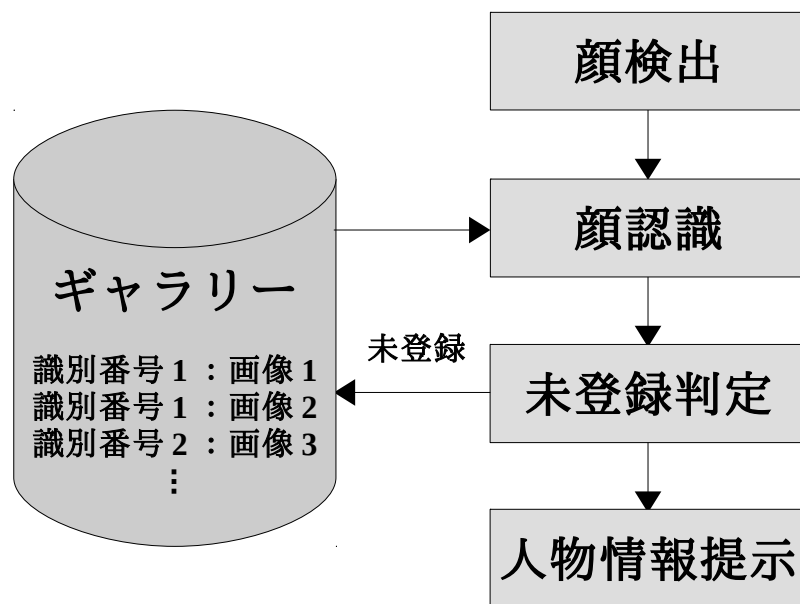 顔検出
顔認識
ギャラリー
未登録
識別番号1：画像1
識別番号1：画像2
識別番号2：画像3
⋮
未登録判定
人物情報提示